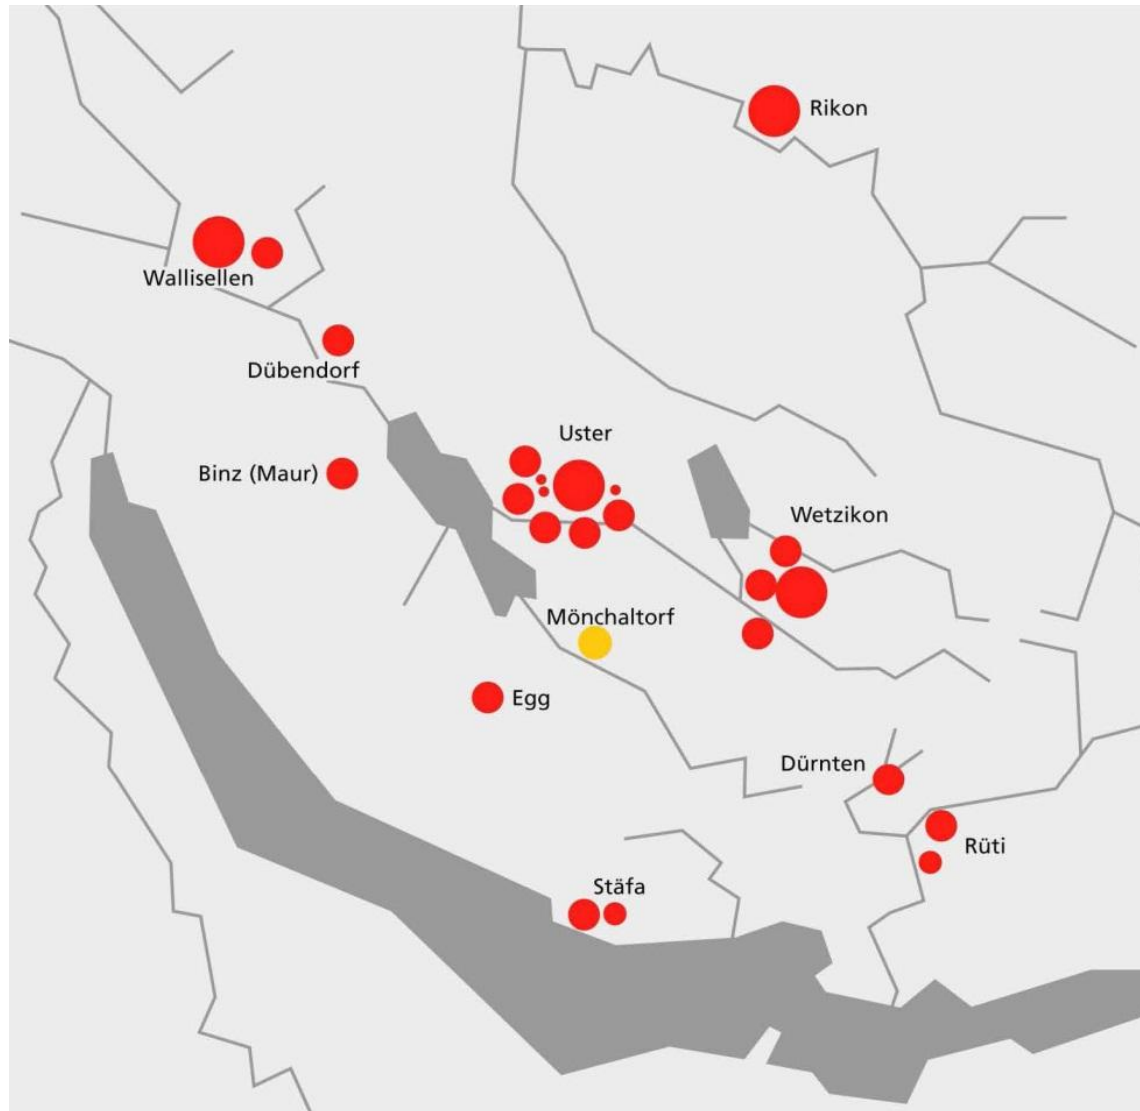 Rikon
Wallisellen
Dübendorf
Uster
Binz (Maur)
Wetzikon
Mönchaltorf
Egg
Dürnten
Rüti
Stäfa